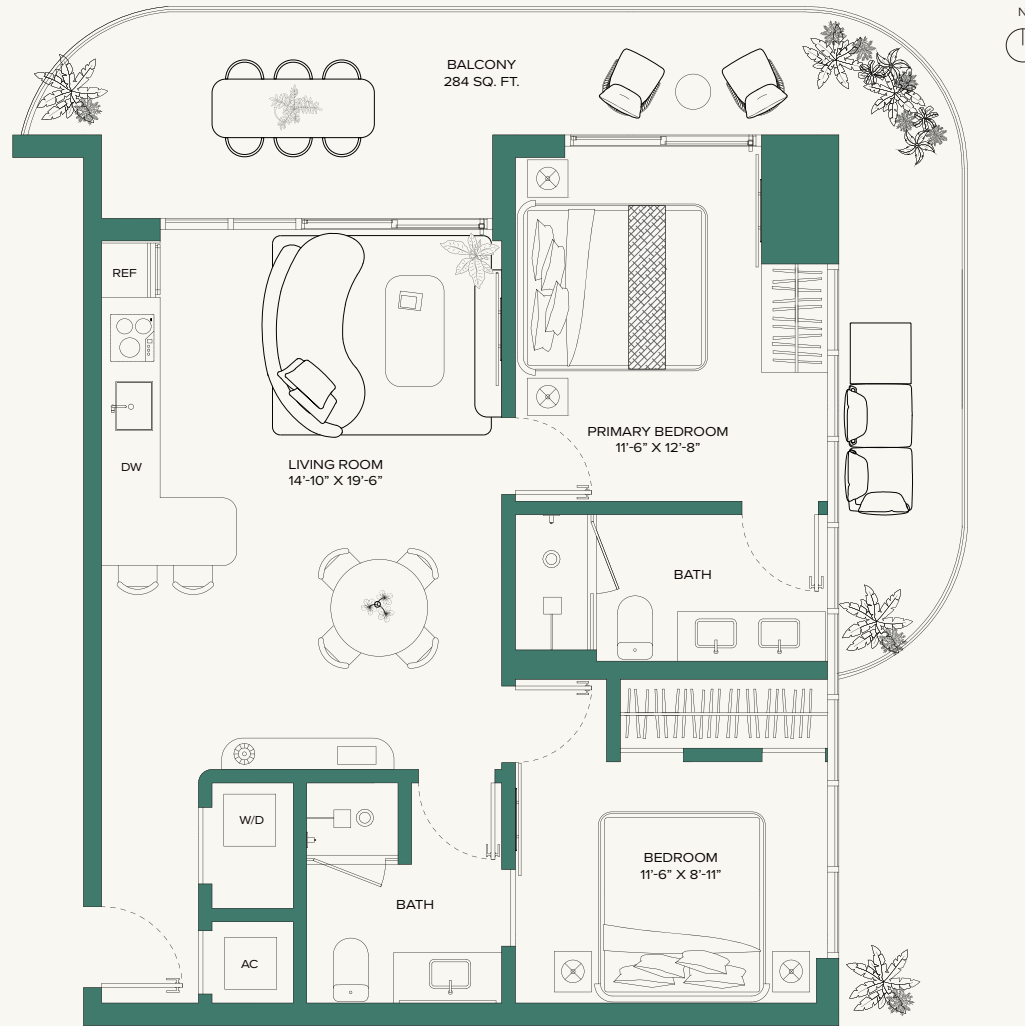 N
BALCONY
284 SQ. FT.
REF
PRIMARY BEDROOM
11'-6" X 12'-8"
LIVING ROOM
14'-10" X 19'-6"
DW
BATH
W/D
BEDROOM
11'-6" X 8'-11"
BATH
AC